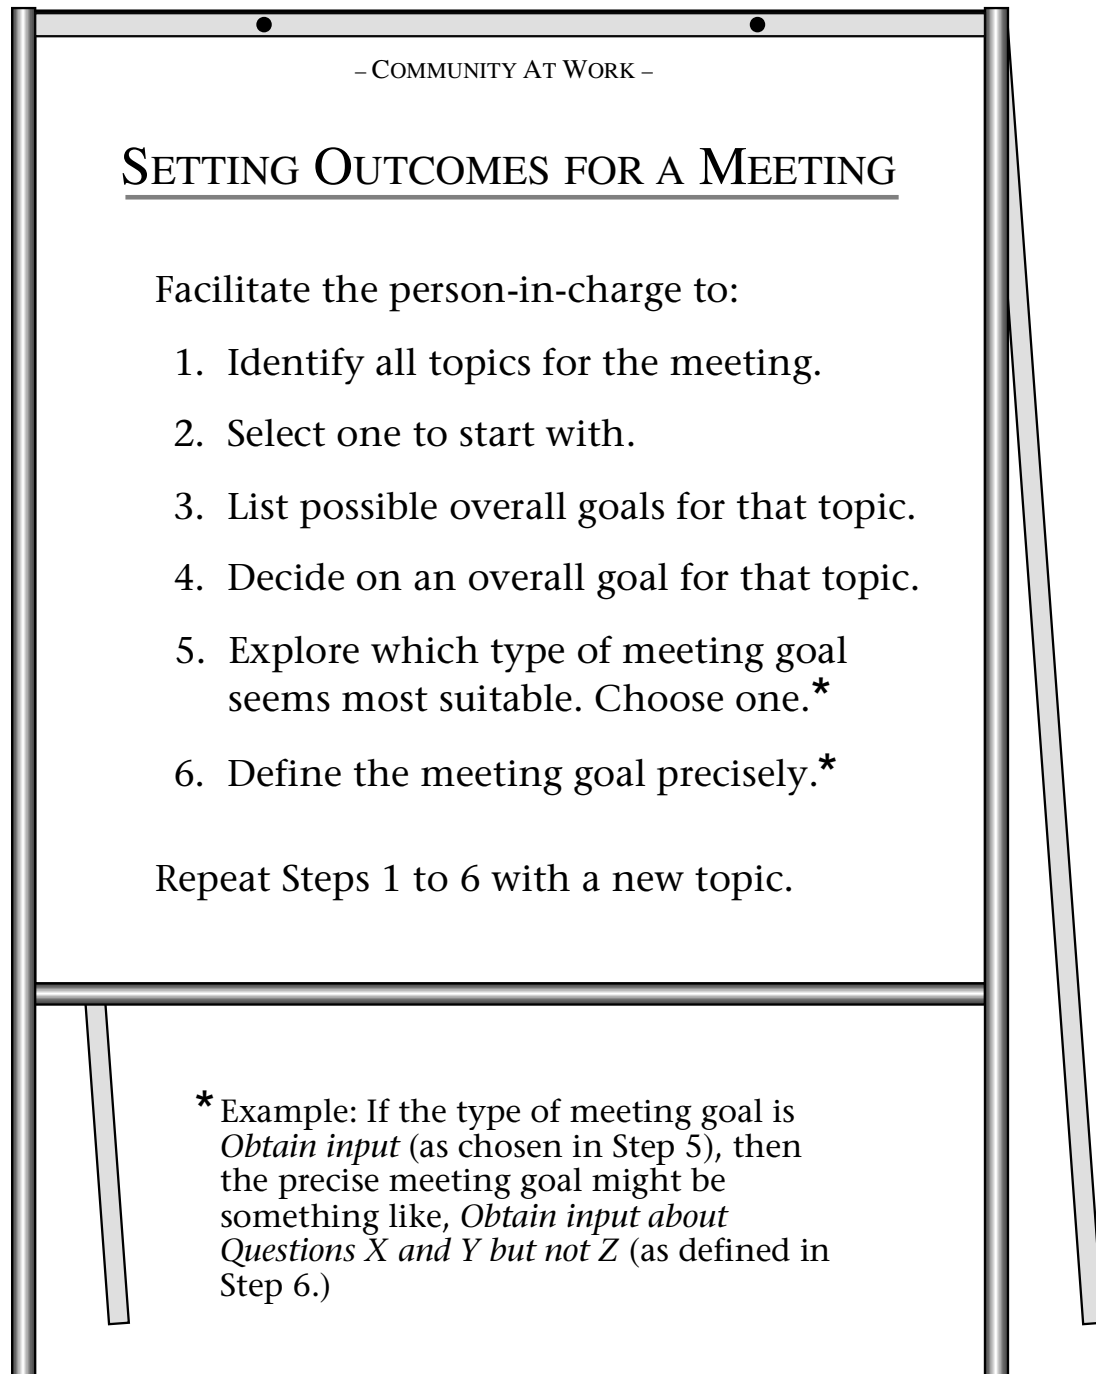 – COMMUNITY AT WORK –
SETTING OUTCOMES FOR A MEETING
Facilitate the person-in-charge to:
1. Identify all topics for the meeting.
2. Select one to start with.
3. List possible overall goals for that topic.
4. Decide on an overall goal for that topic.
5. Explore which type of meeting goal
seems most suitable. Choose one.*
6. Define the meeting goal precisely.*
Repeat Steps 1 to 6 with a new topic.
* Example: If the type of meeting goal is
Obtain input (as chosen in Step 5), then
the precise meeting goal might be
something like, Obtain input about
Questions X and Y but not Z (as defined in
Step 6.)